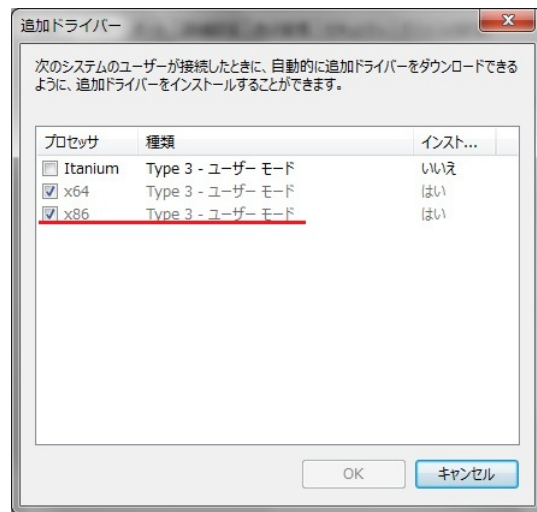 追加ドライバー
次のシステムのユーザーが接続したときに、自動的に追加ドライバーをダウンロードできる
ように、追加ドライバーをインストールすることができます。
プロセッサ 種類 インスト...
Itanium Type 3 - ユーザー モード いいえ
x64 Type 3 - ユーザー モード はい
x86 Type 3 - ユーザー モード はい
OK キャンセル